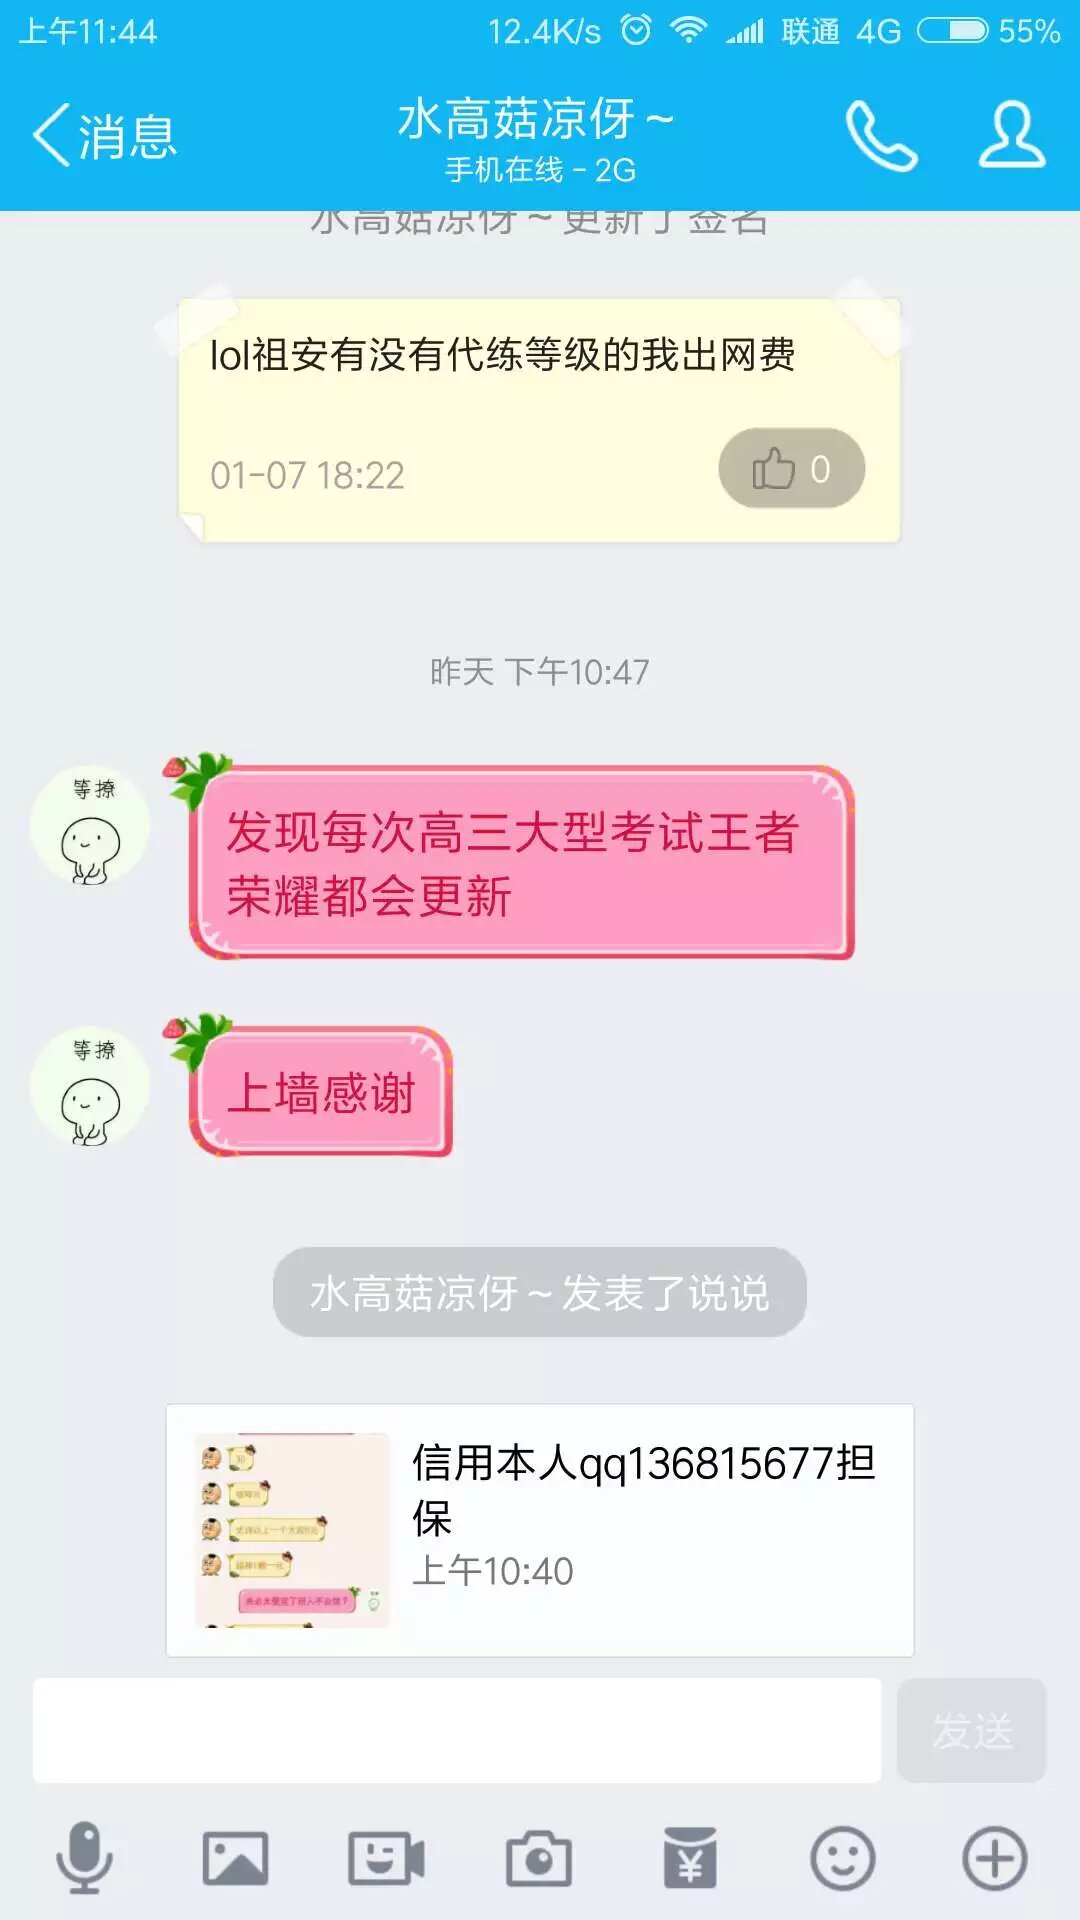 上午11:44 12.4K/s 联通 4G 55%
消息
水高菇凉伢~
手机在线 - 2G
水高菇凉伢~更新了签名
lol祖安有没有代练等级的我出网费
01-07 18:22
0
昨天 下午10:47
等撩
发现每次高三大型考试王者
荣耀都会更新
等撩
上墙感谢
水高菇凉伢~发表了说说
信用本人qq136815677担
保
上午10:40
发送